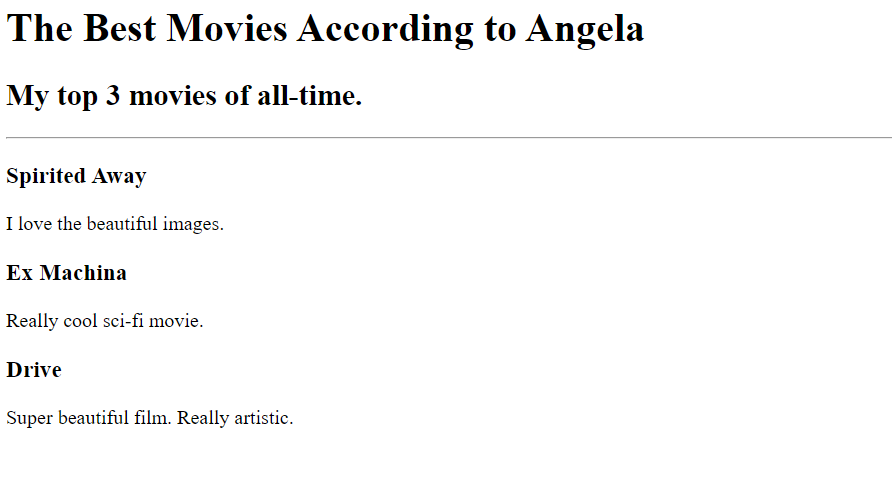 The Best Movies According to Angela
My top 3 movies of all-time.
Spirited Away
I love the beautiful images.
Ex Machina
Really cool sci-fi movie.
Drive
Super beautiful film. Really artistic.